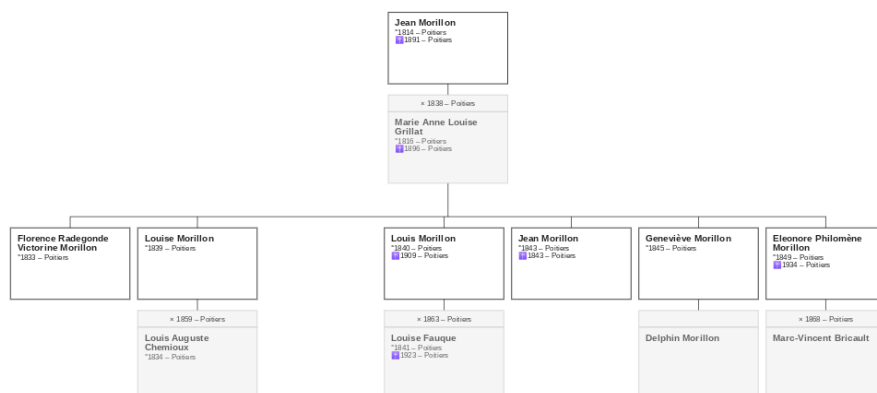 Jean Morillon
*1814 – Poitiers
✝1891 – Poitiers
× 1838 – Poitiers
Marie Anne Louise
Grillat
*1816 – Poitiers
✝1896 – Poitiers
Florence Radegonde
Victorine Morillon
*1833 – Poitiers
Louise Morillon
*1839 – Poitiers
× 1859 – Poitiers
Louis Auguste
Chemioux
*1834 – Poitiers
Louis Morillon
*1840 – Poitiers
✝1909 – Poitiers
× 1863 – Poitiers
Louise Fauque
*1841 – Poitiers
✝1923 – Poitiers
Jean Morillon
*1843 – Poitiers
✝1843 – Poitiers
Geneviève Morillon
*1845 – Poitiers
Delphin Morillon
Eleonore Philomène
Morillon
*1849 – Poitiers
✝1934 – Poitiers
× 1868 – Poitiers
Marc-Vincent Bricault